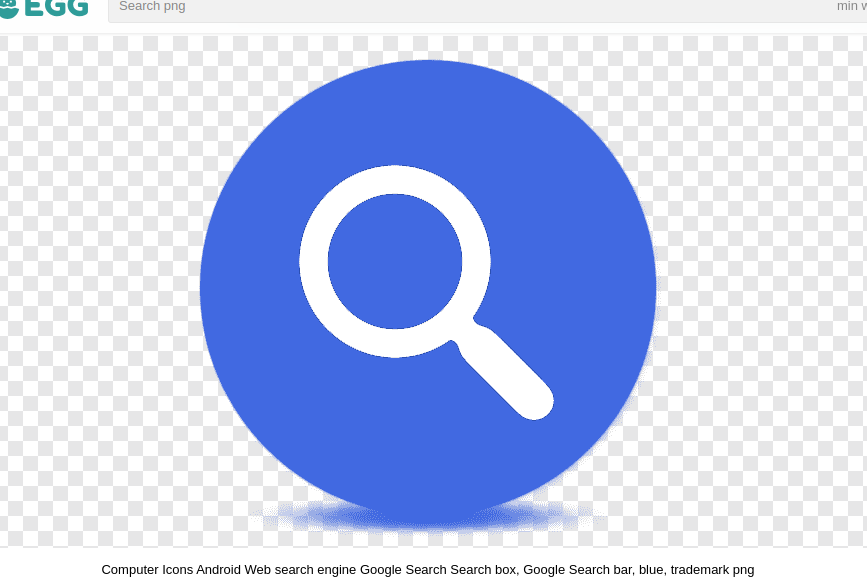 EGG
Search png
min w
Computer Icons Android Web search engine Google Search Search box, Google Search bar, blue, trademark png